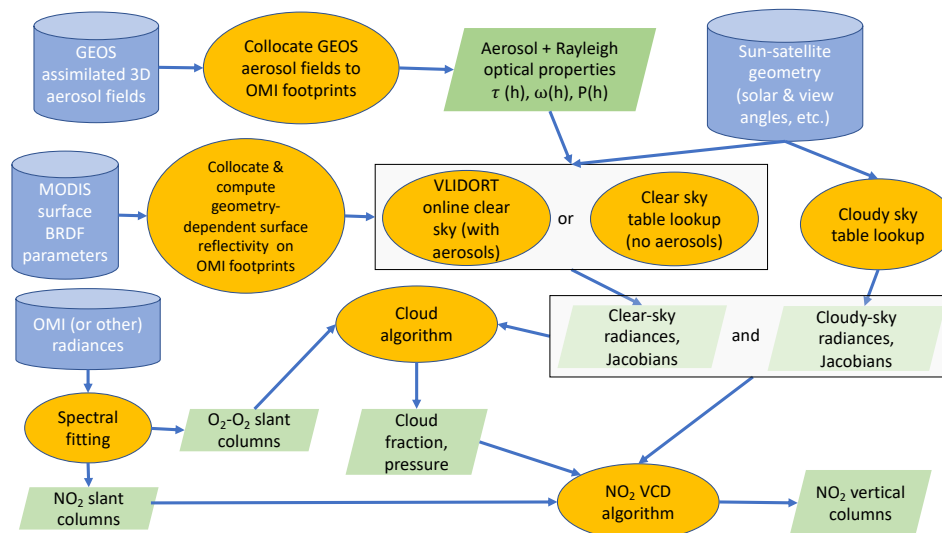 GEOS
assimilated 3D
aerosol fields
Collocate GEOS
aerosol fields to
OMI footprints
Aerosol + Rayleigh
optical properties
τ (h), ω(h), P(h)
Sun-satellite
geometry
(solar & view
angles, etc.)
MODIS
surface
BRDF
parameters
Collocate &
compute
geometry-
dependent surface
reflectivity on
OMI footprints
VLIDORT
online clear
sky (with
aerosols)
or
Clear sky
table lookup
(no aerosols)
Cloudy sky
table lookup
OMI (or other)
radiances
Cloud
algorithm
Clear-sky
radiances,
Jacobians
and
Cloudy-sky
radiances,
Jacobians
Spectral
fitting
O₂-O₂ slant
columns
Cloud
fraction,
pressure
NO₂ slant
columns
NO₂ VCD
algorithm
NO₂ vertical
columns